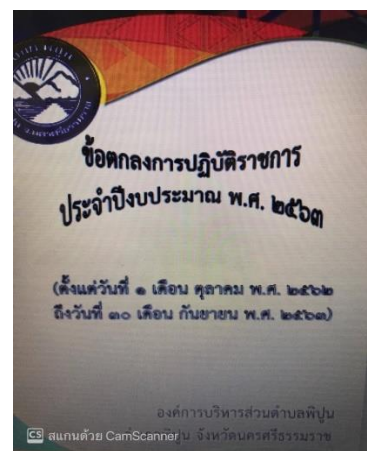 ข้อตกลงการปฏิบัติราชการ
ประจำปีงบประมาณ พ.ศ. ๒๕๖๓
(ตั้งแต่วันที่ ๑ เดือน ตุลาคม พ.ศ. ๒๕๖๒
ถึงวันที่ ๓๐ เดือน กันยายน พ.ศ. ๒๕๖๓)
องค์การบริหารส่วนตำบลพิปูน
พิปูน จังหวัดนครศรีธรรมราช
CS สแกนด้วย CamScanner